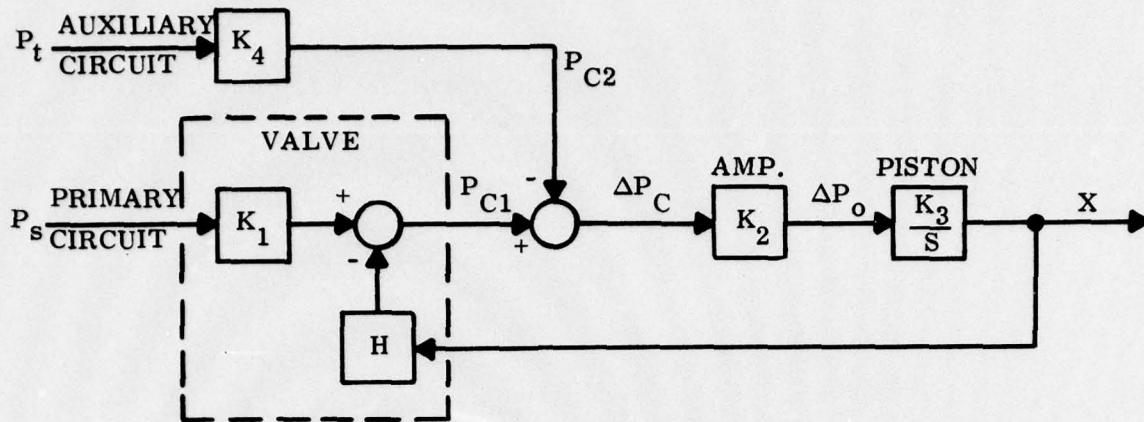 P_t AUXILIARY CIRCUIT
K_4
P_C2
VALVE
P_s PRIMARY CIRCUIT
K_1
+
-
P_C1
-
+
ΔP_C
AMP.
K_2
ΔP_o
PISTON
K_3
S
X
H